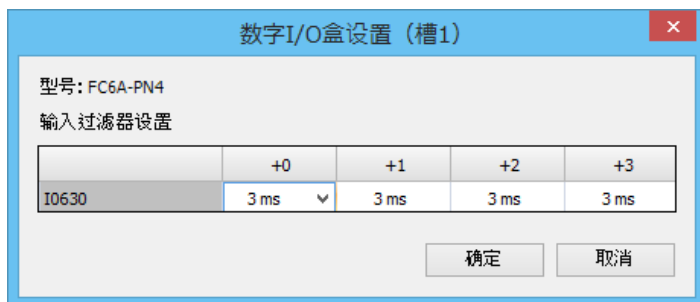 数字I/O盒设置（槽1）
型号: FC6A-PN4
输入过滤器设置
+0 +1 +2 +3
I0630 3 ms 3 ms 3 ms 3 ms
确定 取消